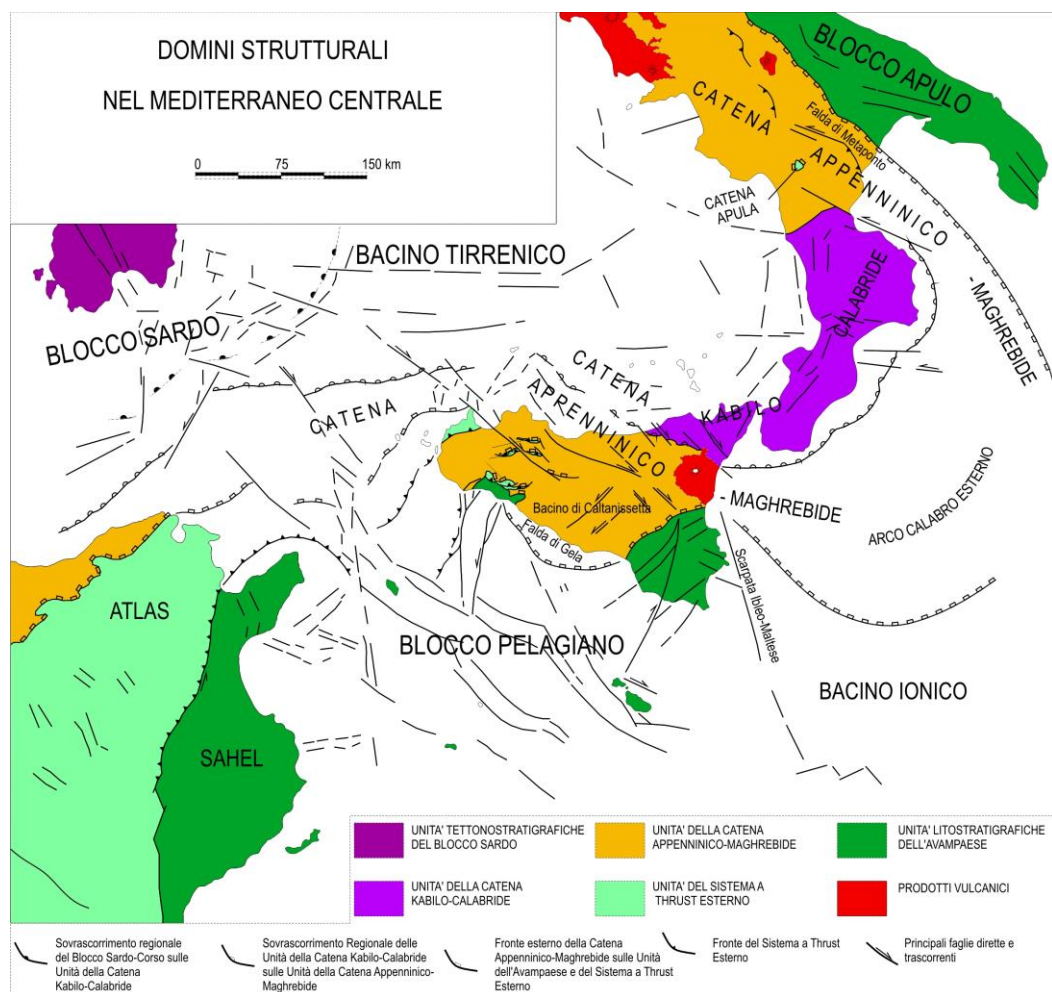 DOMINI STRUTTURALI
NEL MEDITERRANEO CENTRALE
0 75 150 km
BLOCCO APULO
CATENA
Falda di Metaponto
APPENNINICO
CATENA
APULA
- MAGHREBIDE
BACINO TIRRENICO
CALABRIDE
BLOCCO SARDO
CATENA
CATENA
APPENNINICO
KABILO
Bacino di Caltanissetta
- MAGHREBIDE
ARCO CALABRO ESTERNO
Falda di Gela
Scarpata Ibleo-Maltese
ATLAS
BLOCCO PELAGIANO
BACINO IONICO
SAHEL
UNITA' TETTONOSTRATIGRAFICHE
DEL BLOCCO SARDO
UNITA' DELLA CATENA
APPENNINICO-MAGHREBIDE
UNITA' LITOSTRATIGRAFICHE
DELL'AVAMPAESE
UNITA' DELLA CATENA
KABILO-CALABRIDE
UNITA' DEL SISTEMA A
THRUST ESTERNO
PRODOTTI VULCANICI
Sovrascorrimento regionale
del Blocco Sardo-Corso sulle
Unità della Catena
Kabilo-Calabride
Sovrascorrimento Regionale delle
Unità della Catena Kabilo-Calabride
sulle Unità della Catena Appenninico-
Maghrebide
Fronte esterno della Catena
Appenninico-Maghrebide sulle Unità
dell'Avampaese e del Sistema a Thrust
Esterno
Fronte del Sistema a Thrust
Esterno
Principali faglie dirette e
trascorrenti